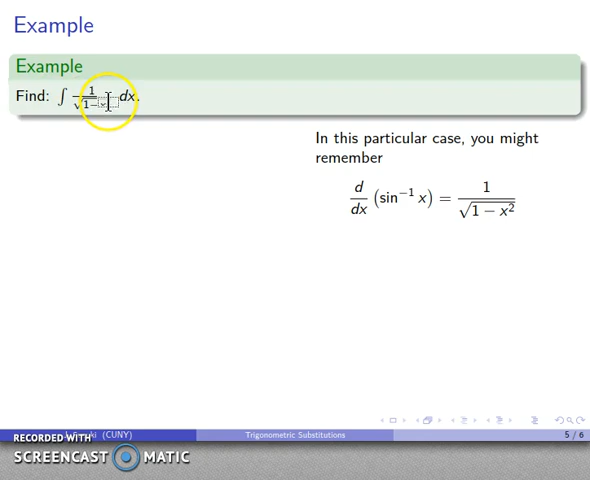 Example
Example
Find: ∫ 1/√1− dx.
In this particular case, you might
remember
d/dx (sin⁻¹ x) = 1/√1 − x²
RECORDED WITH
(CUNY)
Trigonometric Substitutions
5 / 6
SCREENCAST MATIC